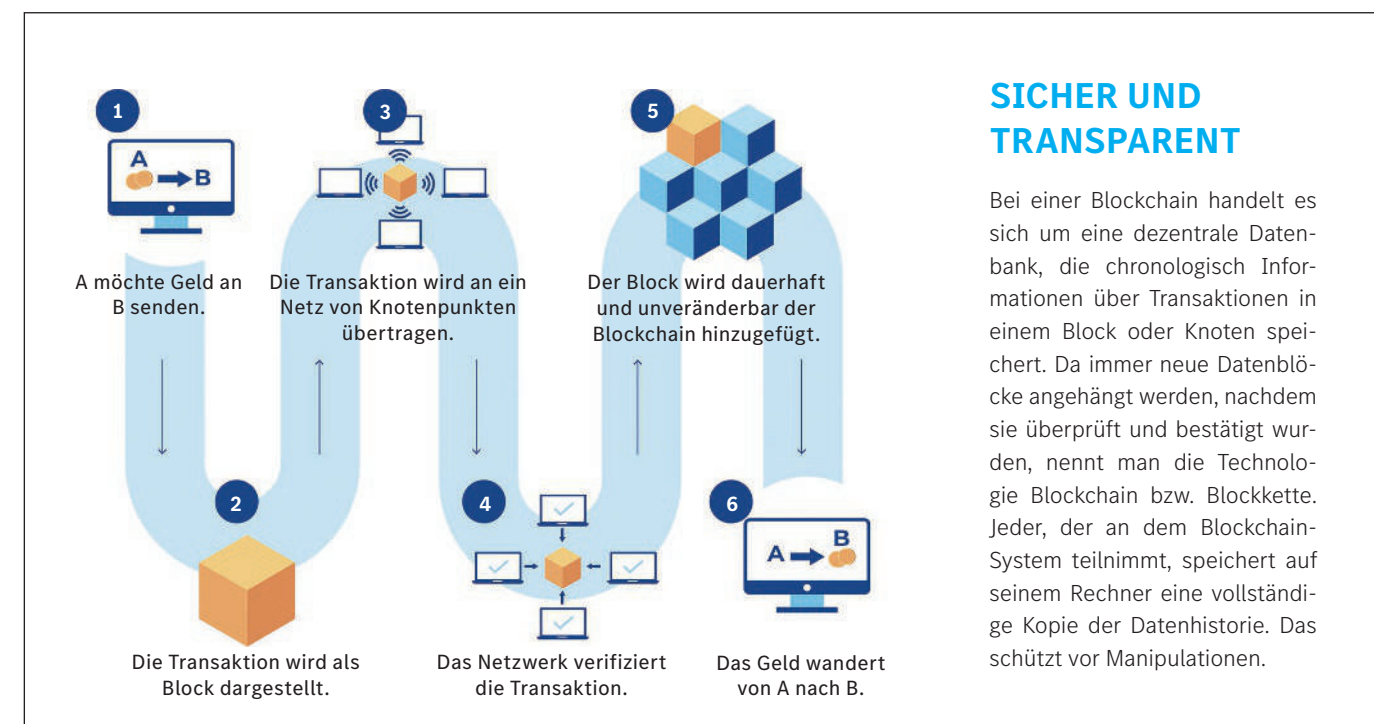 1
A
B
A möchte Geld an
B senden.
2
Die Transaktion wird als
Block dargestellt.
3
Die Transaktion wird an ein
Netz von Knotenpunkten
übertragen.
4
Das Netzwerk verifiziert
die Transaktion.
5
Der Block wird dauerhaft
und unveränderbar der
Blockchain hinzugefügt.
6
A
B
Das Geld wandert
von A nach B.
SICHER UND
TRANSPARENT
Bei einer Blockchain handelt es
sich um eine dezentrale Daten-
bank, die chronologisch Infor-
mationen über Transaktionen in
einem Block oder Knoten spei-
chert. Da immer neue Datenblö-
cke angehängt werden, nachdem
sie überprüft und bestätigt wur-
den, nennt man die Technolo-
gie Blockchain bzw. Blockkette.
Jeder, der an dem Blockchain-
System teilnimmt, speichert auf
seinem Rechner eine vollständi-
ge Kopie der Datenhistorie. Das
schützt vor Manipulationen.